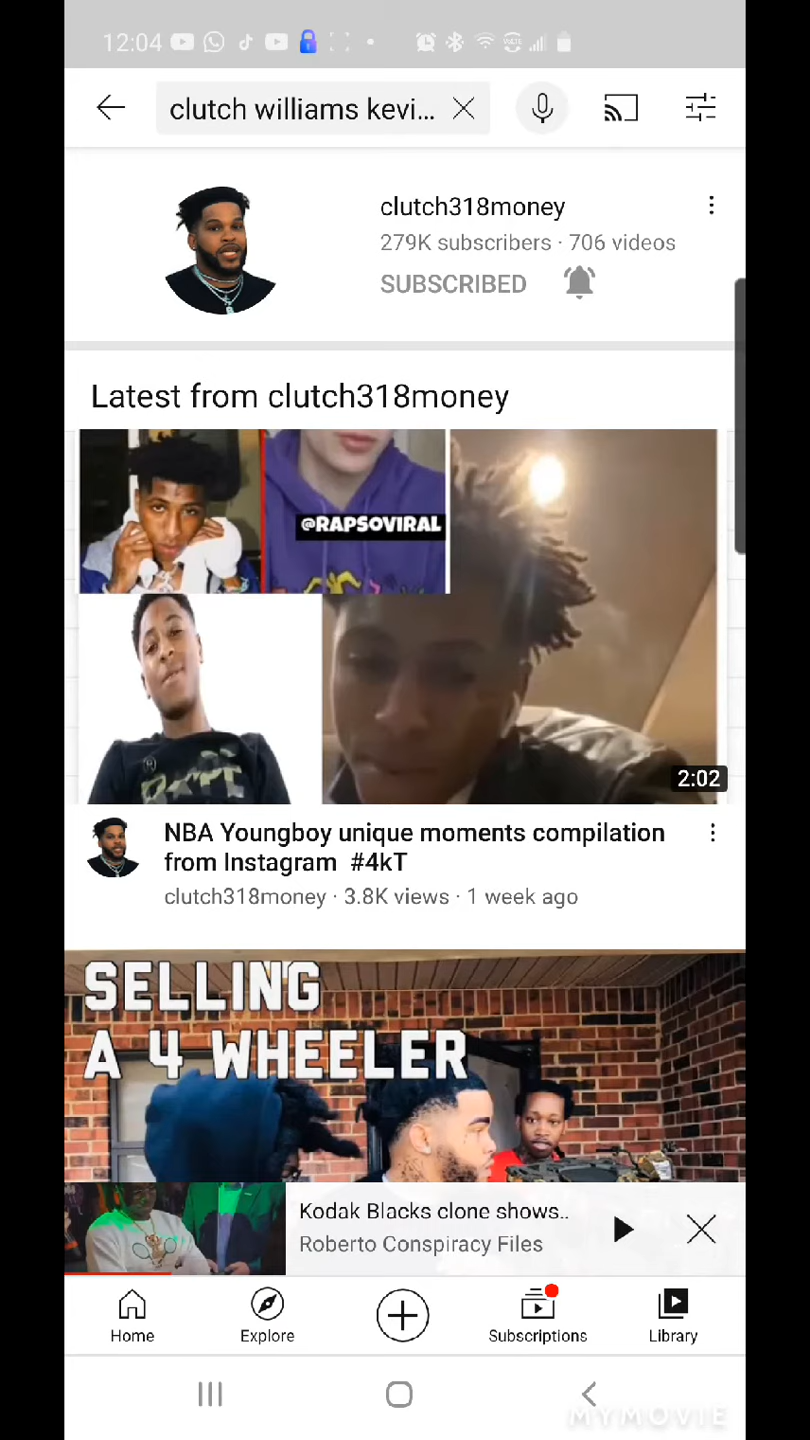 12:04
clutch williams kevi...
clutch318money
279K subscribers · 706 videos
SUBSCRIBED
Latest from clutch318money
@RAPSOVIRAL
2:02
NBA Youngboy unique moments compilation
from Instagram #4kT
clutch318money · 3.8K views · 1 week ago
SELLING
A 4 WHEELER
Kodak Blacks clone shows..
Roberto Conspiracy Files
Home
Explore
Subscriptions
Library
MYMOVIE